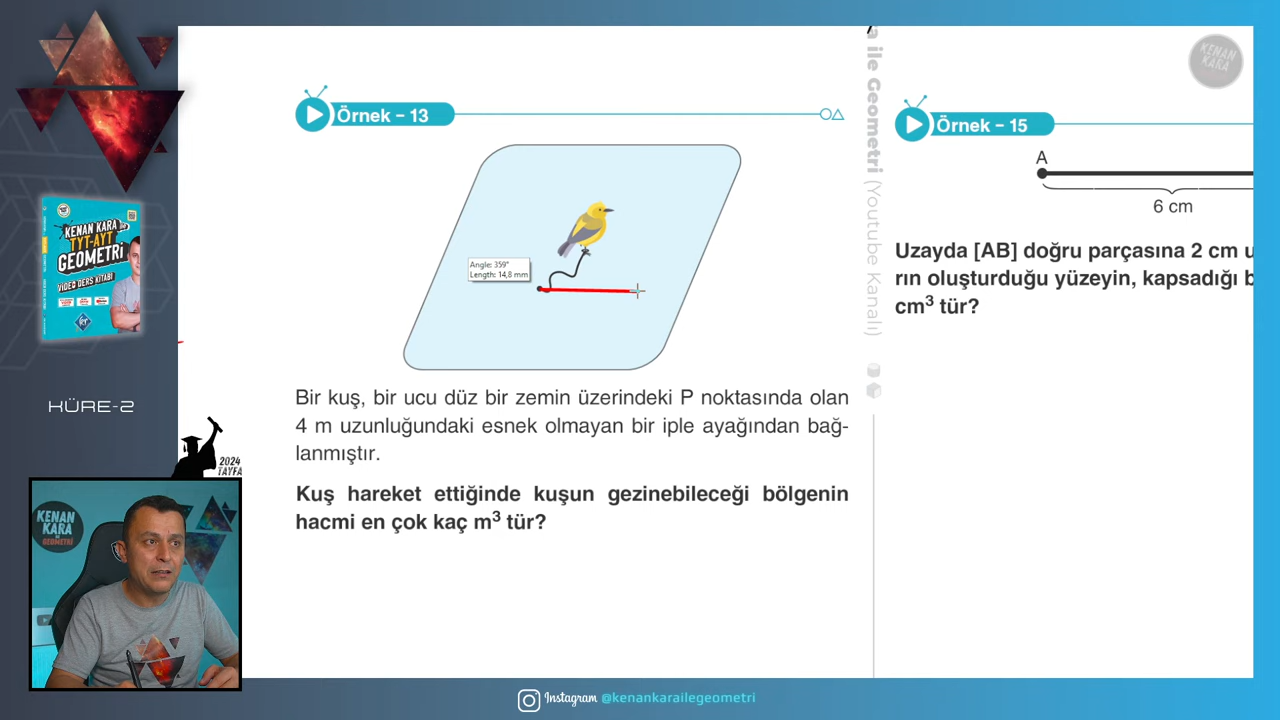 Örnek – 13
Angle: 359°
Length: 14,8 mm
Bir kuş, bir ucu düz bir zemin üzerindeki P noktasında olan
4 m uzunluğundaki esnek olmayan bir iple ayağından bağ-
lanmıştır.
Kuş hareket ettiğinde kuşun gezinebileceği bölgenin
hacmi en çok kaç m³ tür?
a ile Geometri (Youtube Kanalı)
KENAN
KARA
Örnek – 15
A
6 cm
Uzayda [AB] doğru parçasına 2 cm u
rın oluşturduğu yüzeyin, kapsadığı b
cm³ tür?
KENAN KARA
TYT-AYT
GEOMETRİ
VİDEO DERS KİTABI
KÜRE-2
2024
TAYFA
KENAN
KARA
GEOMETRİ
Instagram @kenankarailegeometri